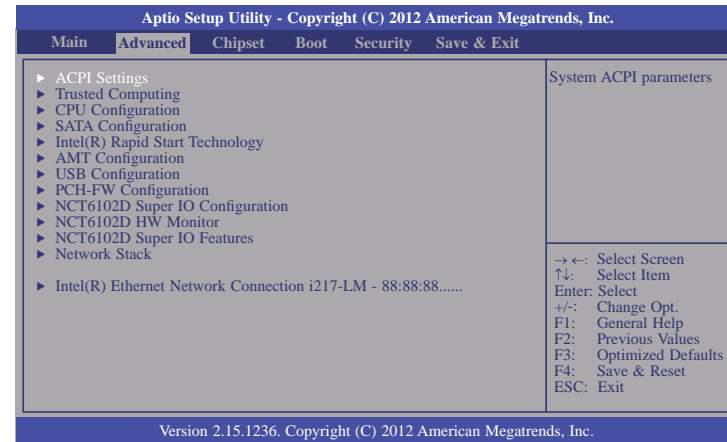 Aptio Setup Utility - Copyright (C) 2012 American Megatrends, Inc.
Main Advanced Chipset Boot Security Save & Exit
► ACPI Settings
► Trusted Computing
► CPU Configuration
► SATA Configuration
► Intel(R) Rapid Start Technology
► AMT Configuration
► USB Configuration
► PCH-FW Configuration
► NCT6102D Super IO Configuration
► NCT6102D HW Monitor
► NCT6102D Super IO Features
► Network Stack
► Intel(R) Ethernet Network Connection i217-LM - 88:88:88......
System ACPI parameters
→←: Select Screen
↑↓: Select Item
Enter: Select
+/-: Change Opt.
F1: General Help
F2: Previous Values
F3: Optimized Defaults
F4: Save & Reset
ESC: Exit
Version 2.15.1236. Copyright (C) 2012 American Megatrends, Inc.